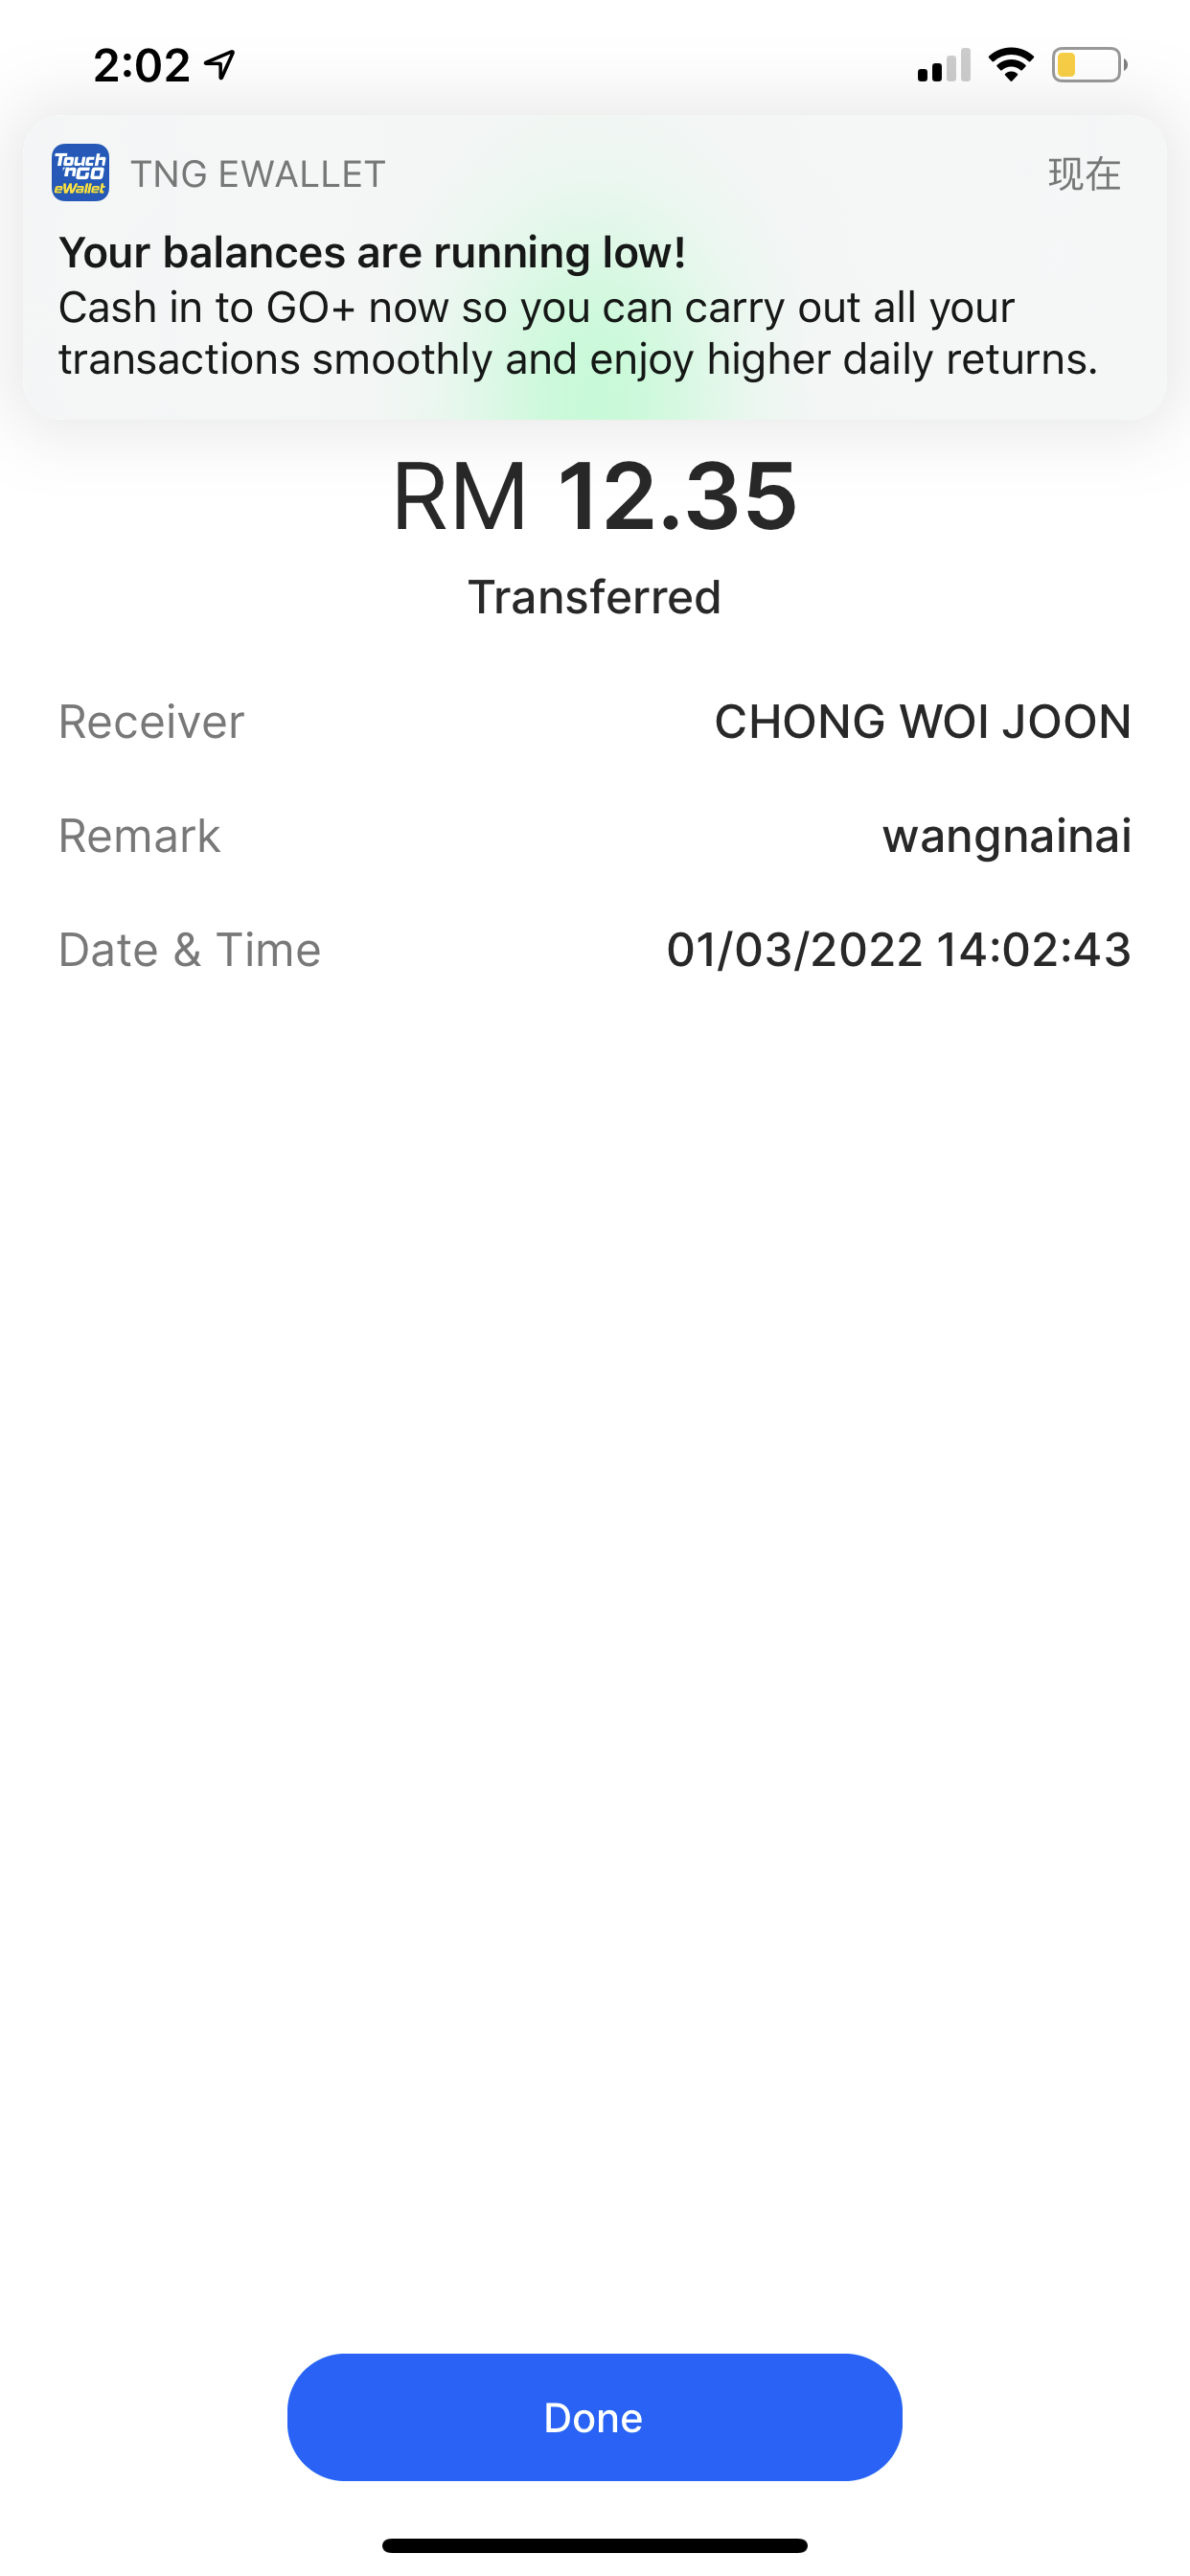 2:02
Touch
'nGO
eWallet
TNG EWALLET
现在
Your balances are running low!
Cash in to GO+ now so you can carry out all your
transactions smoothly and enjoy higher daily returns.
RM 12.35
Transferred
Receiver CHONG WOI JOON
Remark wangnainai
Date & Time 01/03/2022 14:02:43
Done